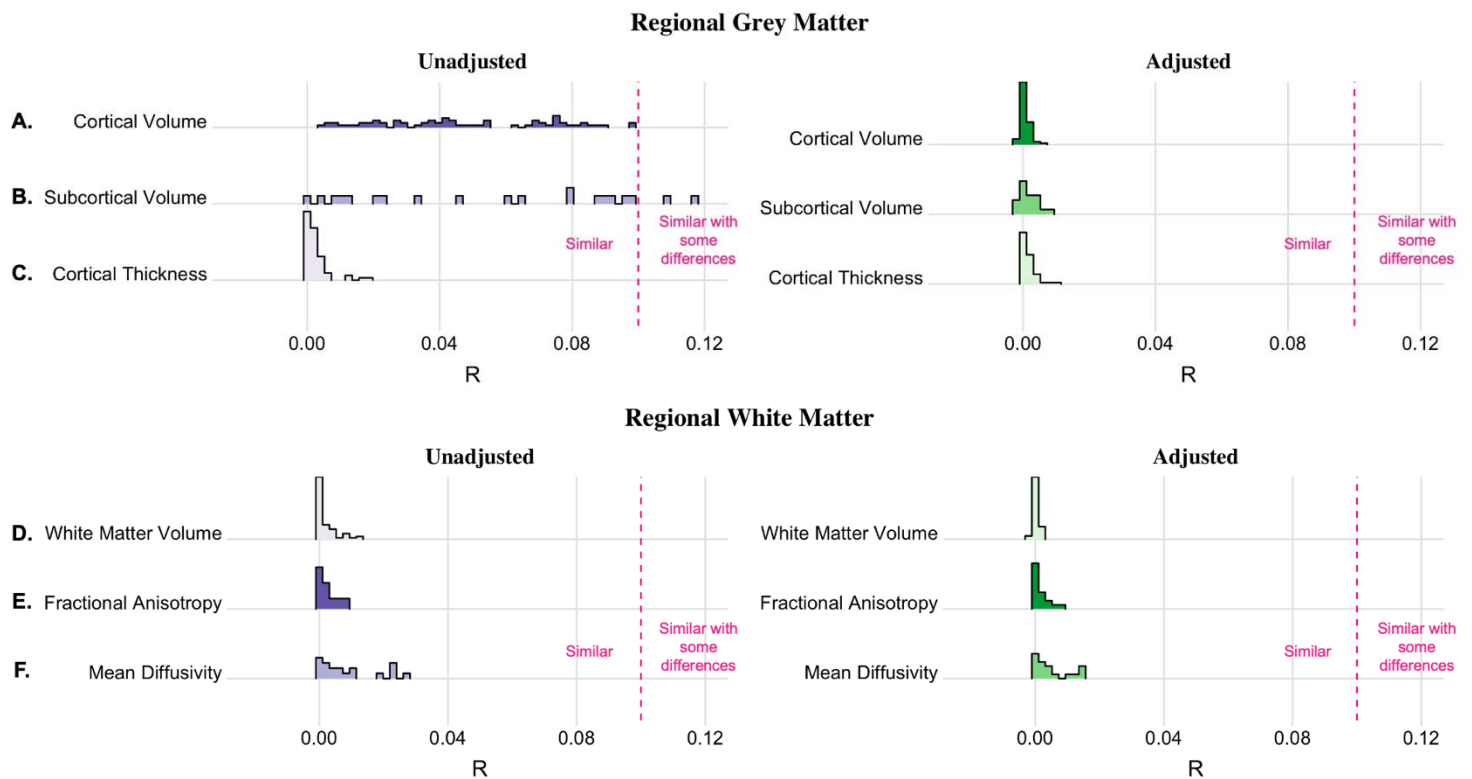 Regional Grey Matter
Unadjusted
A. Cortical Volume
B. Subcortical Volume
C. Cortical Thickness
Similar
Similar with
some
differences
0.00 0.04 0.08 0.12
R
Adjusted
Cortical Volume
Subcortical Volume
Cortical Thickness
Similar
Similar with
some
differences
0.00 0.04 0.08 0.12
R
Regional White Matter
Unadjusted
D. White Matter Volume
E. Fractional Anisotropy
F. Mean Diffusivity
Similar
Similar with
some
differences
0.00 0.04 0.08 0.12
R
Adjusted
White Matter Volume
Fractional Anisotropy
Mean Diffusivity
Similar
Similar with
some
differences
0.00 0.04 0.08 0.12
R